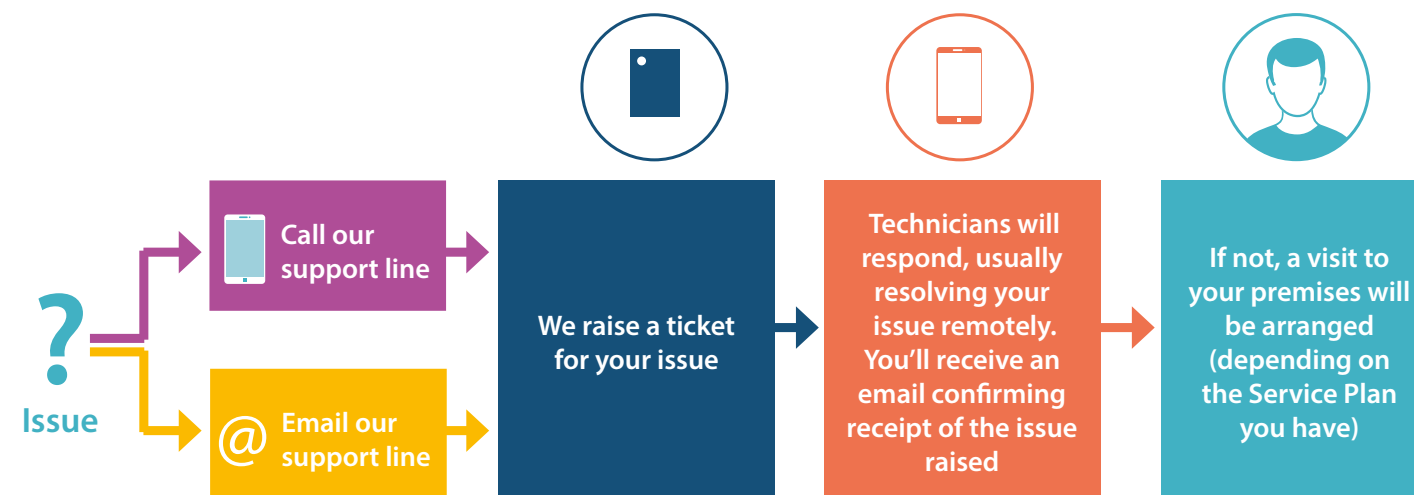 ?
Issue
Call our
support line
@
Email our
support line
We raise a ticket
for your issue
Technicians will
respond, usually
resolving your
issue remotely.
You’ll receive an
email confirming
receipt of the issue
raised
If not, a visit to
your premises will
be arranged
(depending on
the Service Plan
you have)